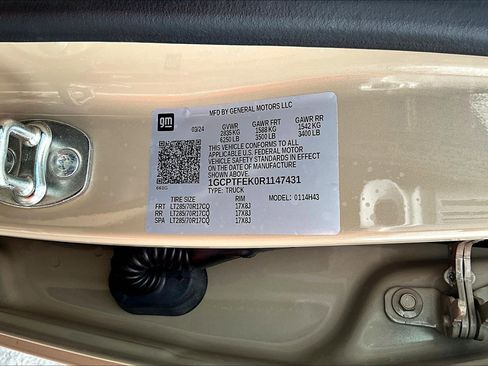 MFD BY GENERAL MOTORS LLC
gm
03/24 GVWR GAWR FRT GAWR RR
2835 KG 1588 KG 1542 KG
6250 LB 3500 LB 3400 LB
THIS VEHICLE CONFORMS TO ALL
APPLICABLE U.S. FEDERAL MOTOR
VEHICLE SAFETY STANDARDS IN EFFECT
ON THE DATE OF MANUFACTURE
SHOWN ABOVE.
1GCPTFEK0R1147431
TYPE: TRUCK
TIRE SIZE RIM MODEL: 0114H43
FRT LT285/70R17CQ 17X8J
RR LT285/70R17CQ 17X8J
SPA LT285/70R17CQ 17X8J